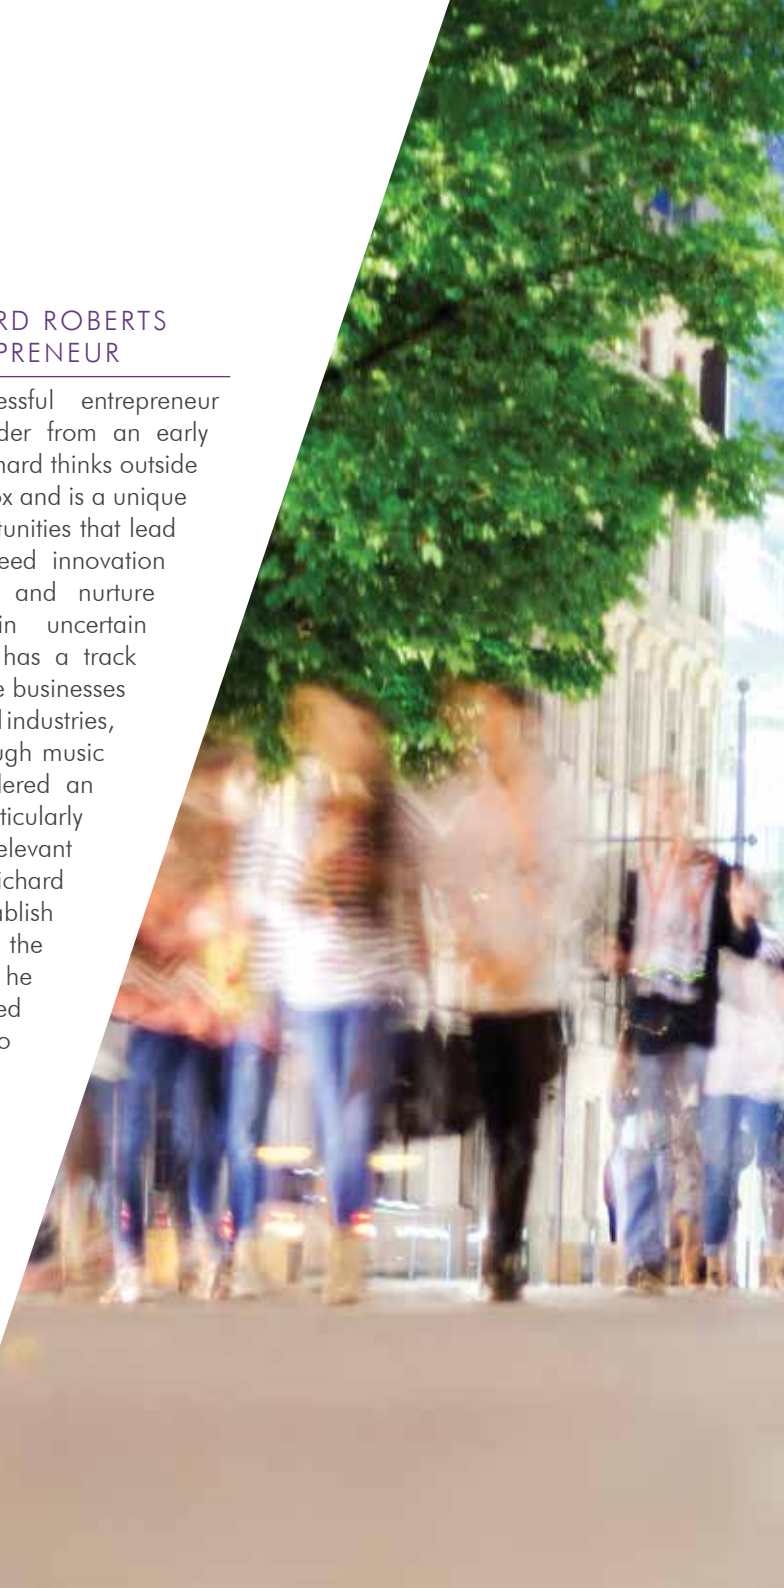 RD ROBERTS
PRENEUR
essful entrepreneur
der from an early
hard thinks outside
ox and is a unique
tunities that lead
eed innovation
and nurture
in uncertain
has a track
e businesses
industries,
ugh music
dered an
ticularly
elevant
ichard
ablish
the
he
ed
o